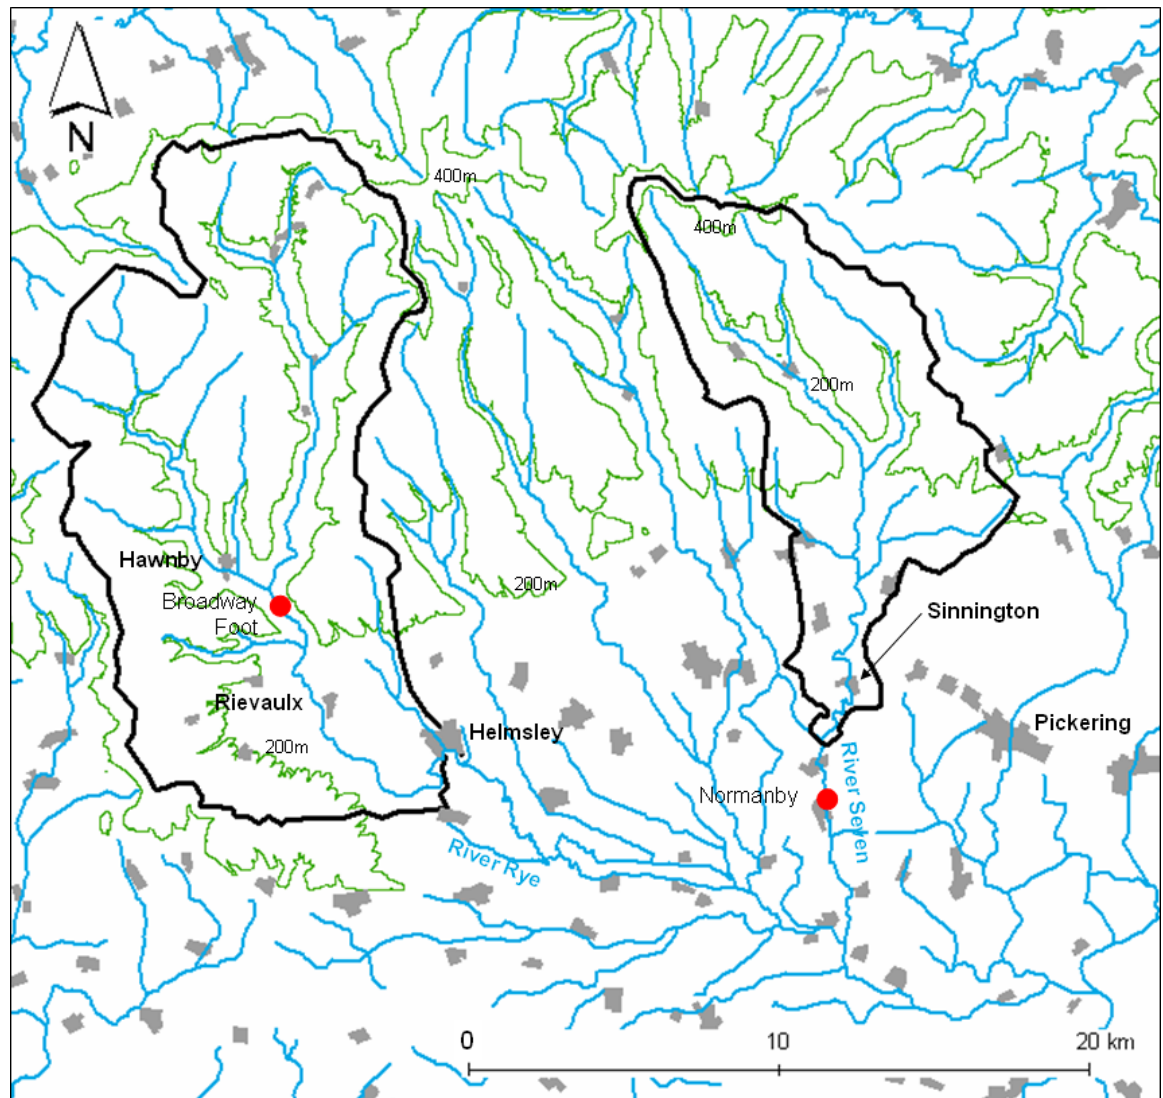 N
400m
400m
200m
Hawnby
200m
Broadway
Foot
Sinnington
Rievaulx
Helmsley
Pickering
200m
River Seven
Normanby
River Rye
0
10
20 km